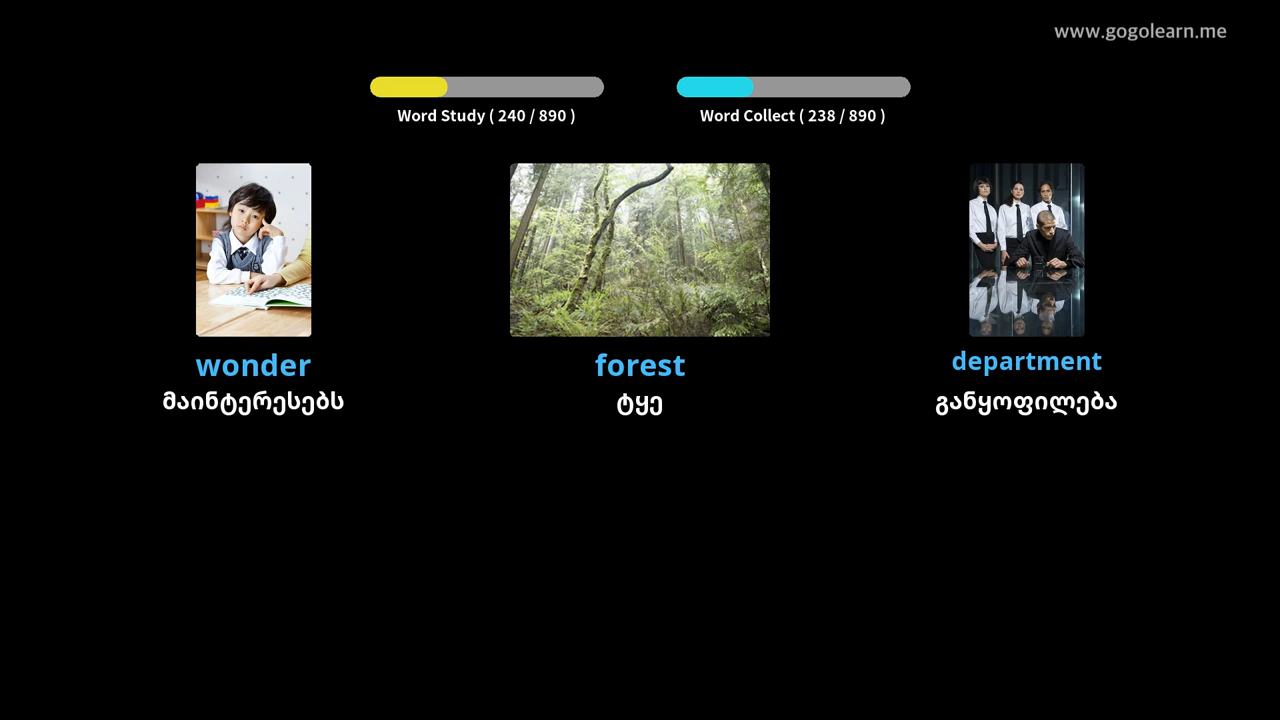 www.gogolearn.me
Word Study ( 240 / 890 )
Word Collect ( 238 / 890 )
wonder
forest
department
მაინტერესებს
ტყე
განყოფილება